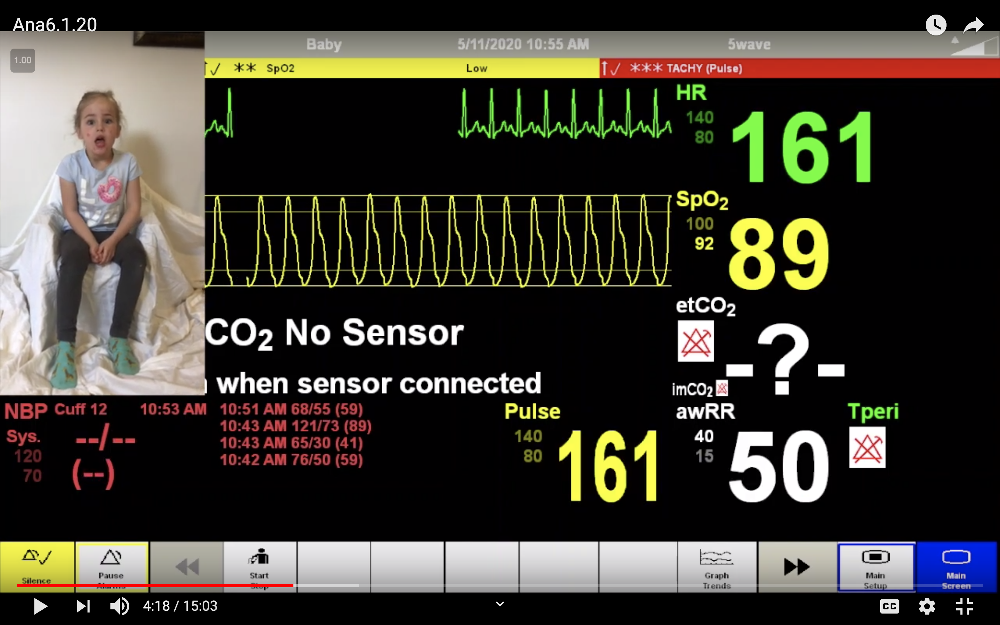 Ana6.1.20
1.00
Baby 5/11/2020 10:55 AM 5wave
** SpO2 Low *** TACHY (Pulse)
HR
140
80
161
SpO2
100
92
89
CO2 No Sensor
when sensor connected
etCO2
-?-
imCO2
NBP Cuff 12 10:53 AM
Sys.
120
70
--/--
(--)
10:51 AM 68/55 (59)
10:43 AM 121/73 (89)
10:43 AM 65/30 (41)
10:42 AM 76/50 (59)
Pulse
140
80
161
awRR
40
15
50
Tperi
Silence
Pause
Alarms
Start
Stop
Graph
Trends
Main
Setup
Main
Screen
4:18 / 15:03
CC